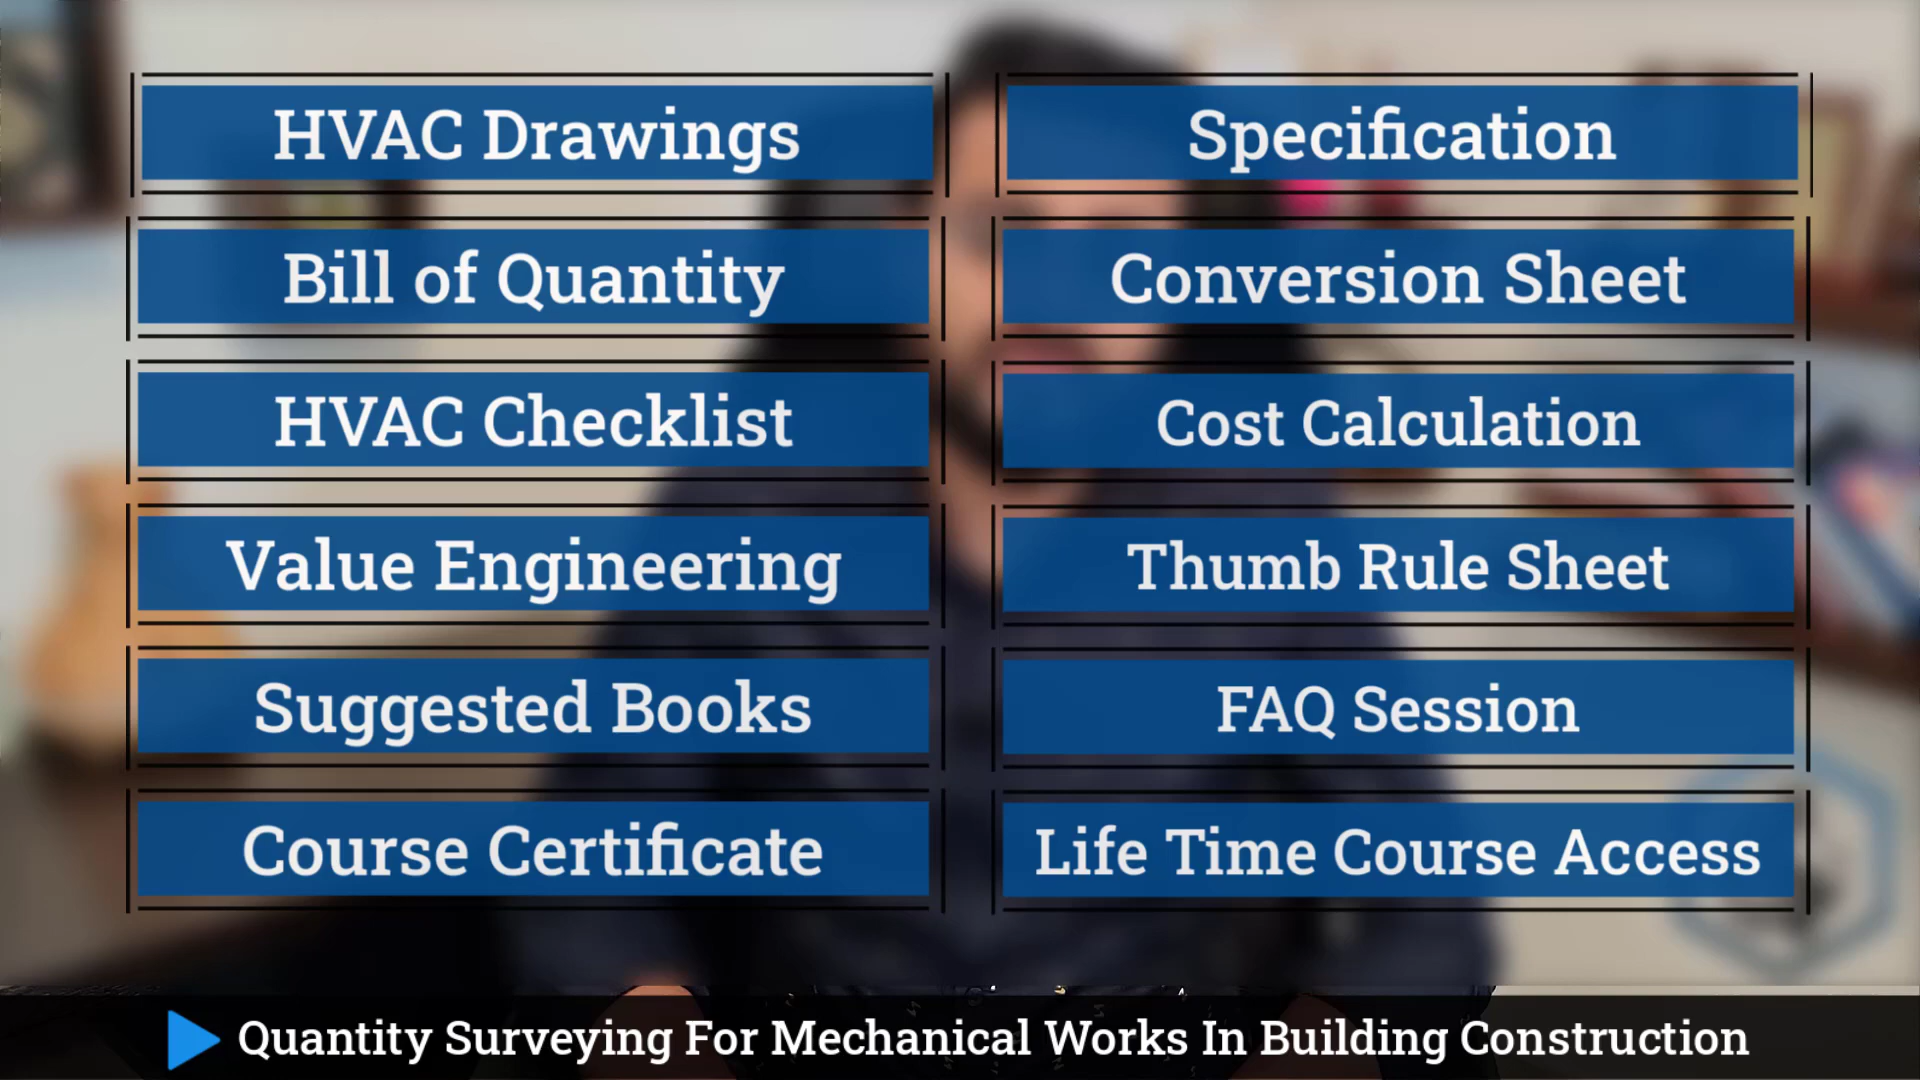 HVAC Drawings
Specification
Bill of Quantity
Conversion Sheet
HVAC Checklist
Cost Calculation
Value Engineering
Thumb Rule Sheet
Suggested Books
FAQ Session
Course Certificate
Life Time Course Access
Quantity Surveying For Mechanical Works In Building Construction